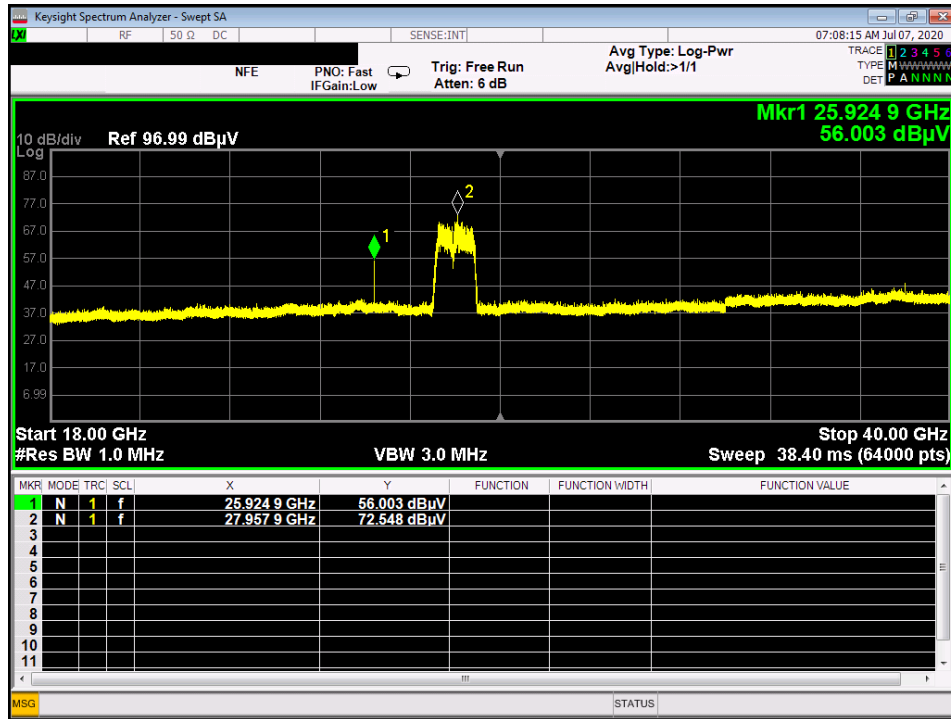 Keysight Spectrum Analyzer - Swept SA
LXI RF 50 Ω DC SENSE:INT 07:08:15 AM Jul 07, 2020
NFE PNO: Fast IFGain:Low Trig: Free Run Atten: 6 dB Avg Type: Log-Pwr Avg|Hold:>1/1
TRACE 1 2 3 4 5 6
TYPE M WWWWW
DET P A N N N N
Mkr1 25.924 9 GHz
56.003 dBµV
10 dB/div Ref 96.99 dBµV
Log
87.0
77.0
2
67.0
1
57.0
47.0
37.0
27.0
17.0
6.99
Start 18.00 GHz Stop 40.00 GHz
#Res BW 1.0 MHz VBW 3.0 MHz Sweep 38.40 ms (64000 pts)
MKR MODE TRC SCL X Y FUNCTION FUNCTION WIDTH FUNCTION VALUE
1 N 1 f 25.924 9 GHz 56.003 dBµV
2 N 1 f 27.957 9 GHz 72.548 dBµV
3
4
5
6
7
8
9
10
11
MSG STATUS